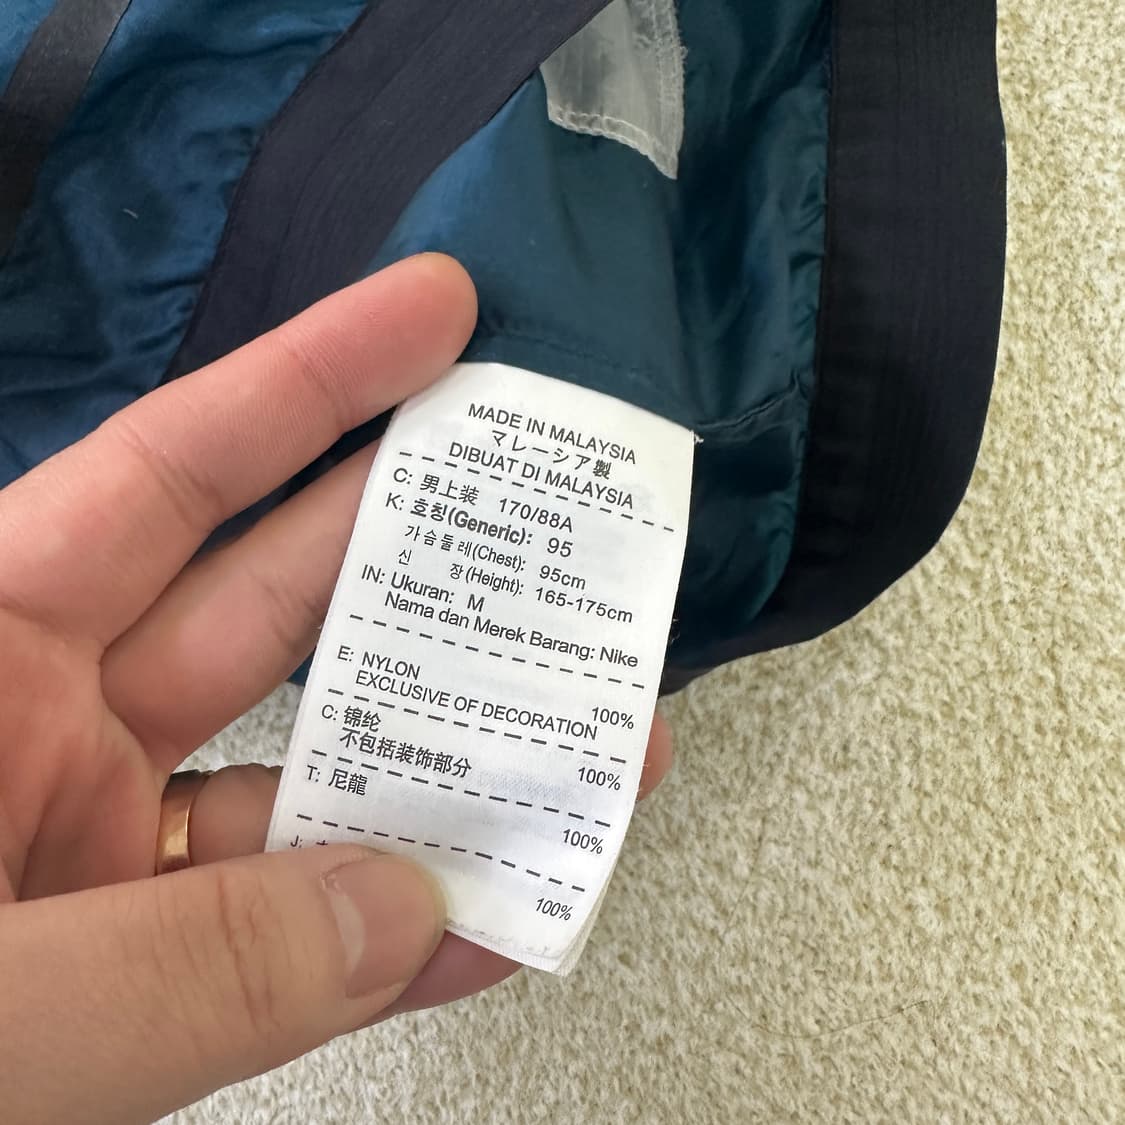 MADE IN MALAYSIA
マレーシア製
DIBUAT DI MALAYSIA
C: 男上装 170/88A
K: 호칭(Generic): 95
가슴둘레(Chest): 95cm
신 장(Height): 165-175cm
IN: Ukuran: M
Nama dan Merek Barang: Nike
E: NYLON 100%
EXCLUSIVE OF DECORATION
C: 锦纶 100%
不包括装饰部分
T: 尼龍 100%
J: 100%